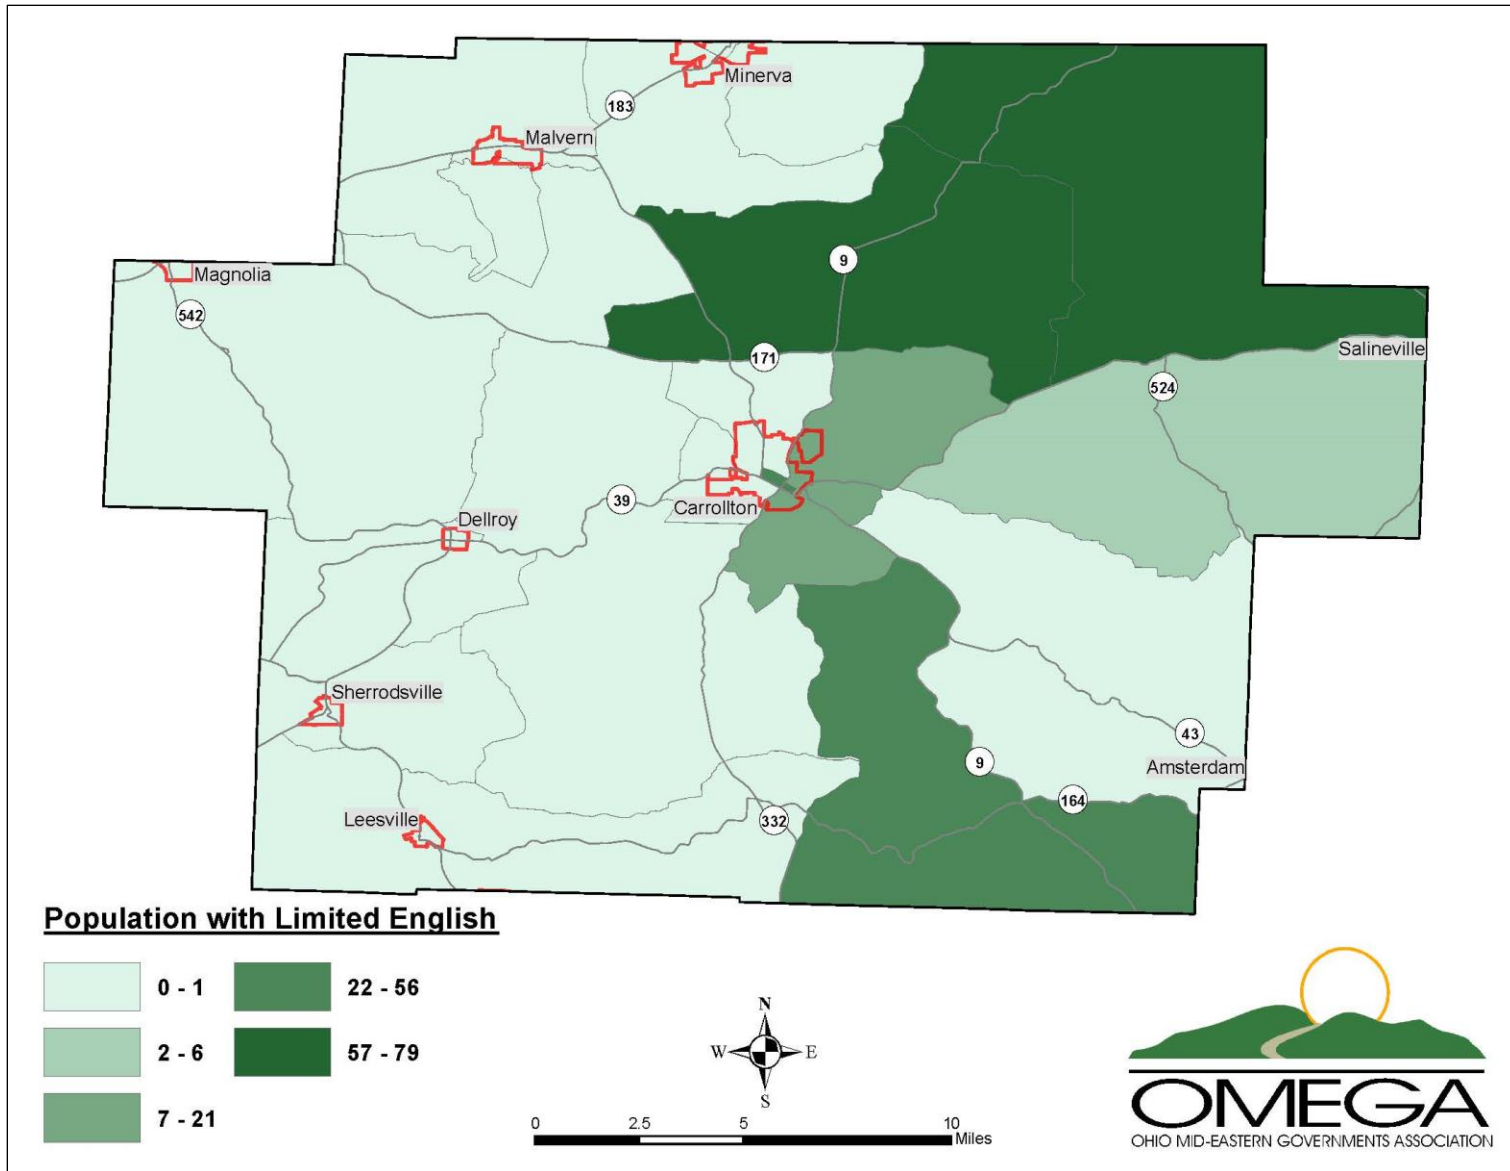 Minerva
183
Malvern
9
Magnolia
542
171
Salineville
524
39
Carrollton
Dellroy
Sherrodsville
43
9
Amsterdam
164
Leesville
332
Population with Limited English
0 - 1
22 - 56
2 - 6
57 - 79
7 - 21
N
W
E
S
0
2.5
5
10
Miles
OMEGA
OHIO MID-EASTERN GOVERNMENTS ASSOCIATION